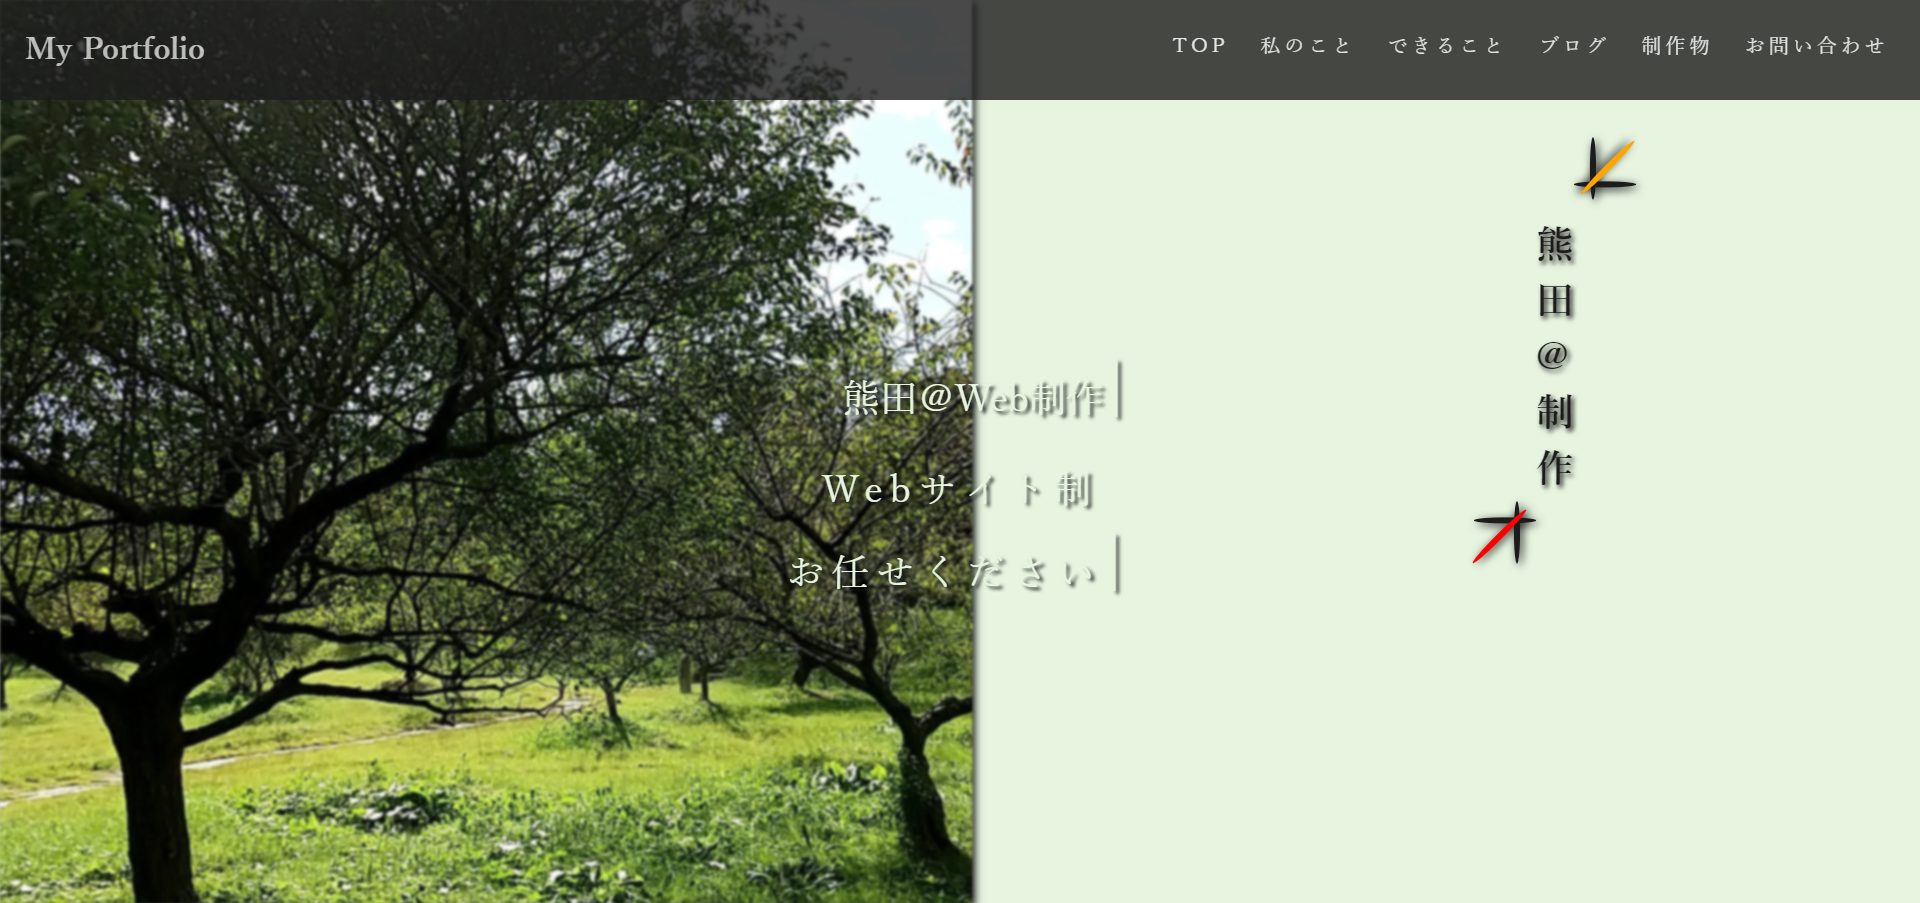 My Portfolio
TOP 私のこと できること ブログ 制作物 お問い合わせ
熊田@制作
熊田@Web制作
Webサイト制
お任せください